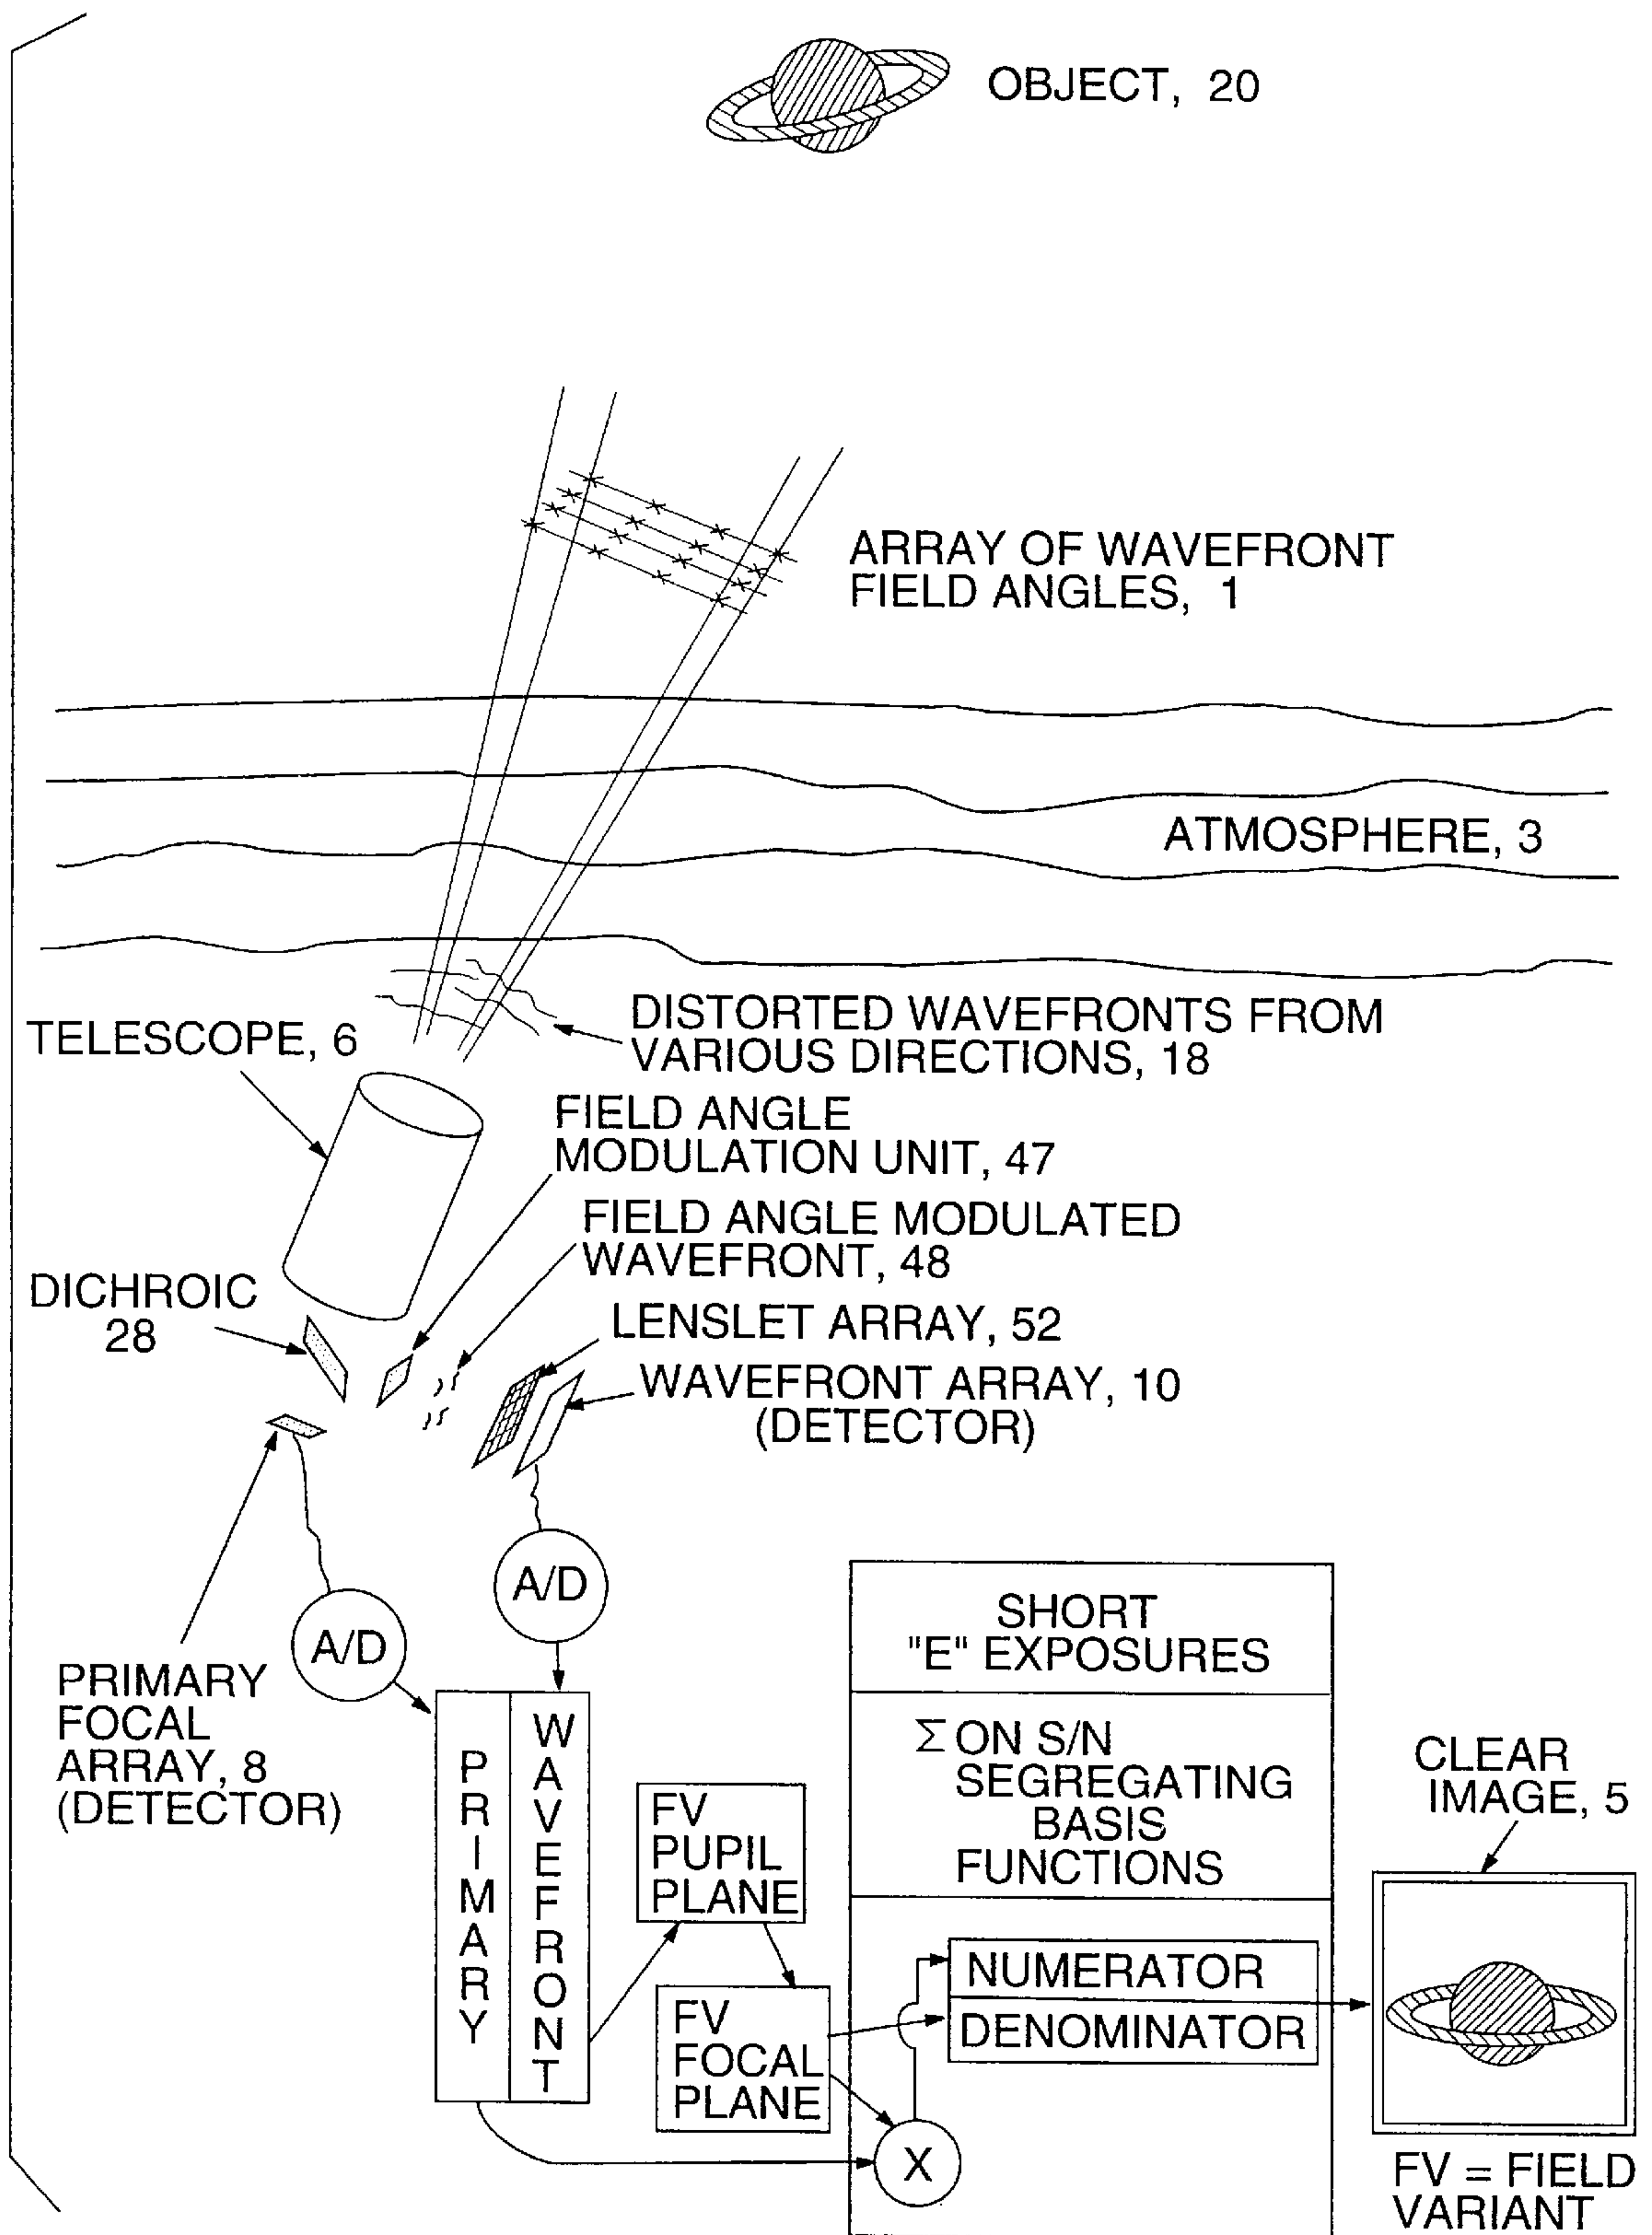 OBJECT, 20
ARRAY OF WAVEFRONT
FIELD ANGLES, 1
ATMOSPHERE, 3
DISTORTED WAVEFRONTS FROM
VARIOUS DIRECTIONS, 18
TELESCOPE, 6
FIELD ANGLE
MODULATION UNIT, 47
FIELD ANGLE MODULATED
WAVEFRONT, 48
DICHROIC
28
LENSLET ARRAY, 52
WAVEFRONT ARRAY, 10
(DETECTOR)
A/D
A/D
PRIMARY
FOCAL
ARRAY, 8
(DETECTOR)
PRIMARY
WAVEFRONT
FV
PUPIL
PLANE
FV
FOCAL
PLANE
SHORT
"E" EXPOSURES
Σ ON S/N
SEGREGATING
BASIS
FUNCTIONS
NUMERATOR
DENOMINATOR
X
CLEAR
IMAGE, 5
FV = FIELD
VARIANT